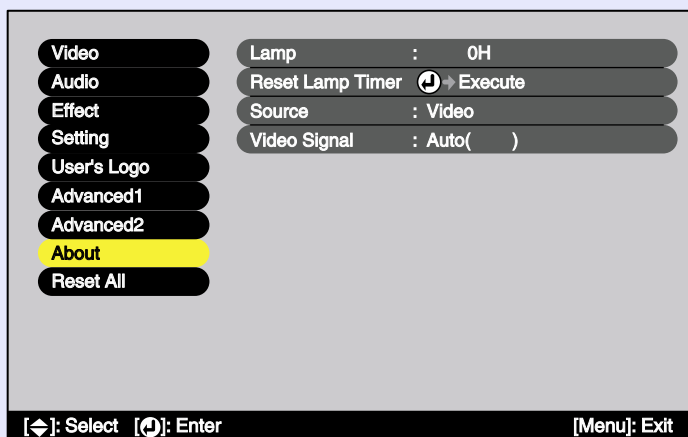 Video
Audio
Effect
Setting
User's Logo
Advanced1
Advanced2
About
Reset All
Lamp : 0H
Reset Lamp Timer Execute
Source : Video
Video Signal : Auto( )
[ ]: Select [ ]: Enter [Menu]: Exit